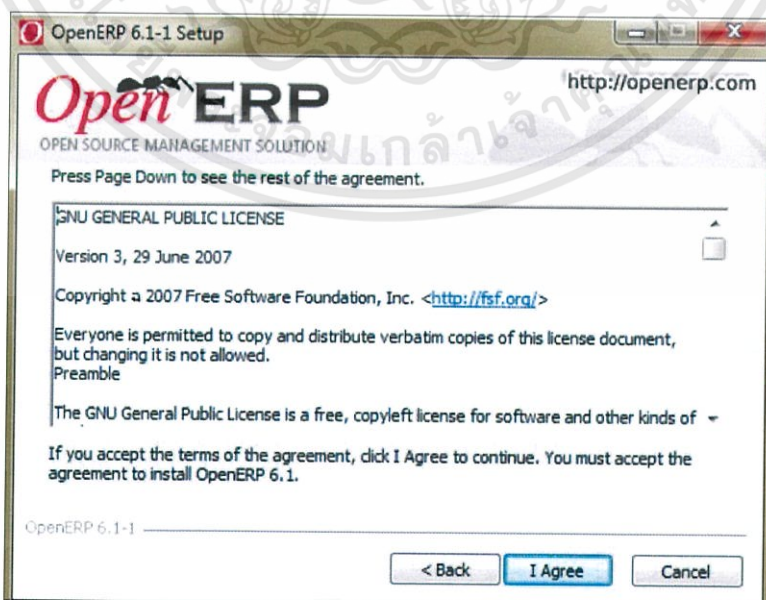 OpenERP 6.1-1 Setup
Open ERP
http://openerp.com
OPEN SOURCE MANAGEMENT SOLUTION
Press Page Down to see the rest of the agreement.
GNU GENERAL PUBLIC LICENSE
Version 3, 29 June 2007
Copyright a 2007 Free Software Foundation, Inc. <http://fsf.org/>
Everyone is permitted to copy and distribute verbatim copies of this license document,
but changing it is not allowed.
Preamble
The GNU General Public License is a free, copyleft license for software and other kinds of
If you accept the terms of the agreement, click I Agree to continue. You must accept the
agreement to install OpenERP 6.1.
OpenERP 6.1-1
< Back
I Agree
Cancel